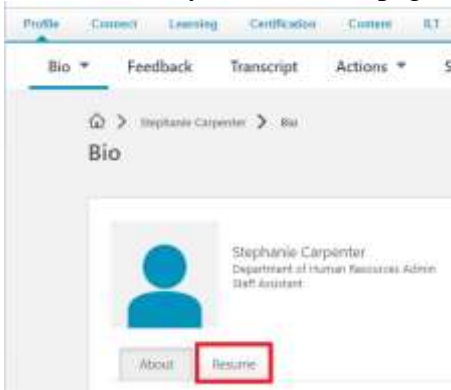 Profile Connect Learning Certification Content ILT
Bio Feedback Transcript Actions S
Stephanie Carpenter Bio
Bio
Stephanie Carpenter
Department of Human Resources Admin
Staff Assistant
About Resume